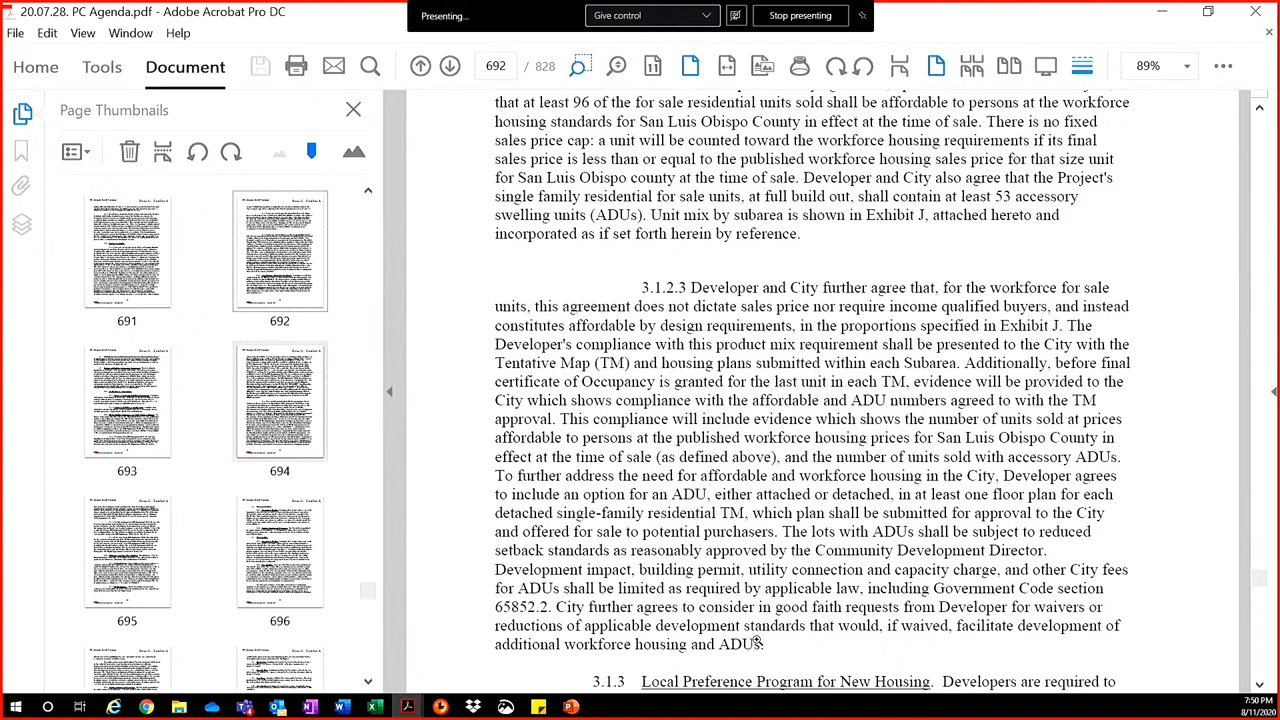 20.07.28. PC Agenda.pdf - Adobe Acrobat Pro DC
Presenting...
Give control
Stop presenting
File Edit View Window Help
Home Tools Document
692 / 828
89%
Page Thumbnails
691
692
693
694
695
696
that at least 96 of the for sale residential units sold shall be affordable to persons at the workforce
housing standards for San Luis Obispo County in effect at the time of sale. There is no fixed
sales price cap: a unit will be counted toward the workforce housing requirements if its final
sales price is less than or equal to the published workforce housing sales price for that size unit
for San Luis Obispo county at the time of sale. Developer and City also agree that the Project's
single family residential for sale units, at full build out, shall contain at least 53 accessory
swelling units (ADUs). Unit mix by subarea is shown in Exhibit J, attached hereto and
incorporated as if set forth herein by reference.
3.1.2.3 Developer and City further agree that, for the workforce for sale
units, this agreement does not dictate sales price nor require income qualified buyers, and instead
constitutes affordable by design requirements, in the proportions specified in Exhibit J. The
Developer's compliance with this product mix requirement shall be presented to the City with the
Tentative Map (TM) and housing plans submitted within each Subarea. Additionally, before final
certificate of Occupancy is granted for the last unit in each TM, evidence will be provided to the
City which shows compliance with the affordable and ADU numbers agreed to with the TM
approval. This compliance will include evidence which shows the number of units sold at prices
affordable to persons at the published workforce housing prices for San Luis Obispo County in
effect at the time of sale (as defined above), and the number of units sold with accessory ADUs.
To further address the need for affordable and workforce housing in the City, Developer agrees
to include an option for an ADU, either attached or detached, in at least one floor plan for each
detached single-family residential TM, which plan shall be submitted for approval to the City
and offered for sale to potential purchasers. The lots with ADUs shall be subject to reduced
setback standards as reasonably approved by the Community Development Director.
Development impact, building permit, utility connection and capacity charge, and other City fees
for ADUs shall be limited as required by applicable law, including Government Code section
65852.2. City further agrees to consider in good faith requests from Developer for waivers or
reductions of applicable development standards that would, if waived, facilitate development of
additional workforce housing and ADUs.
3.1.3 Local Preference Program for New Housing. Developers are required to
7:50 PM
8/11/2020